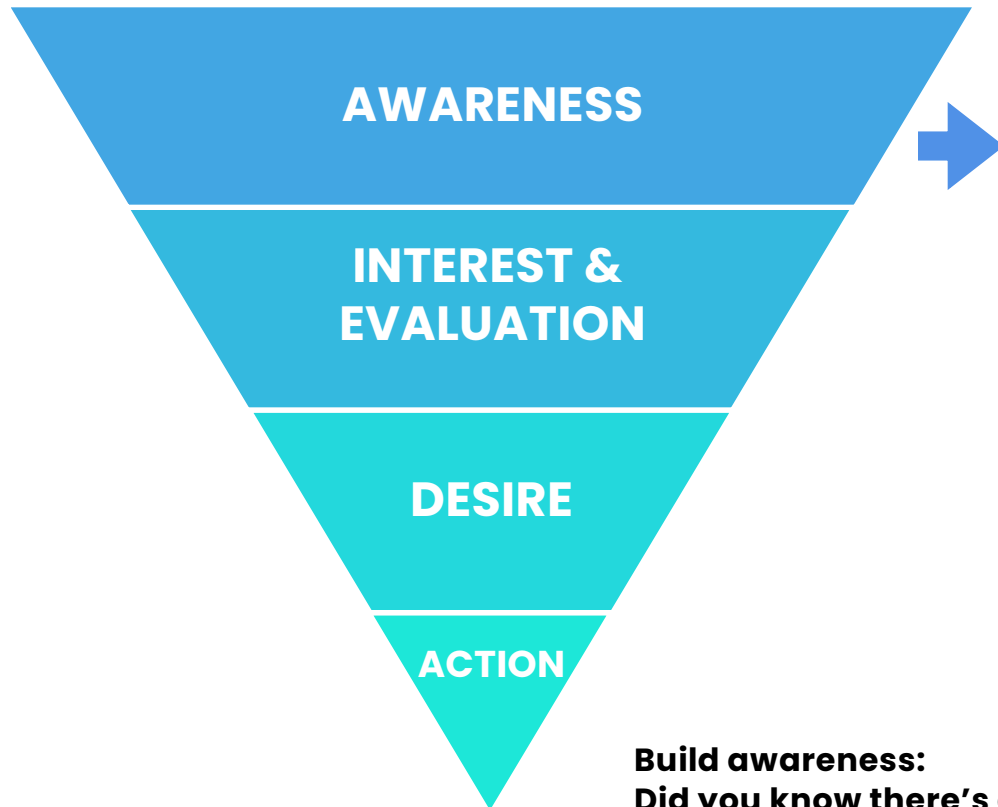 AWARENESS
INTEREST &
EVALUATION
DESIRE
ACTION
Build awareness:
Did you know there’s